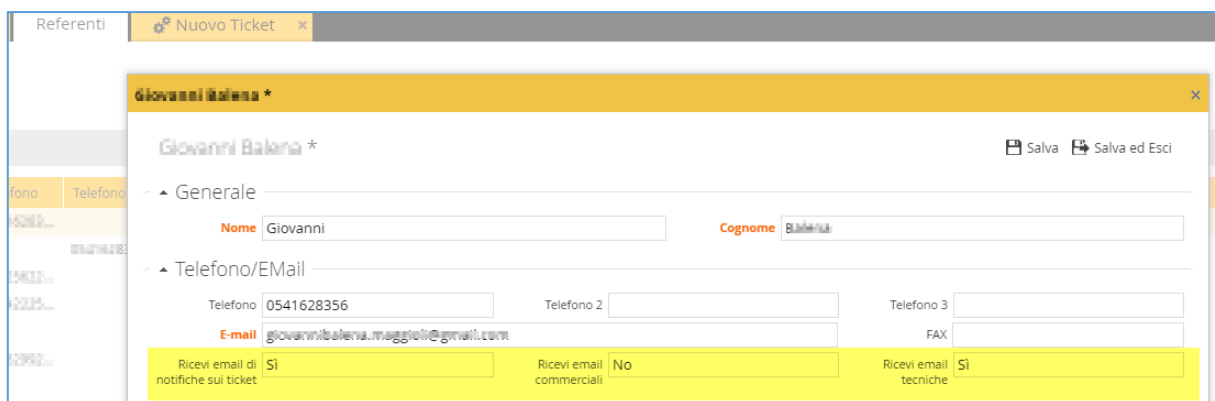 Referenti Nuovo Ticket ×
Giovanni Balena * ×
Giovanni Balena * Salva Salva ed Esci
fono Telefono
Generale
Nome Giovanni Cognome Balena
Telefono/EMail
Telefono 0541628356 Telefono 2 Telefono 3
E-mail FAX
Ricevi email di Sì Ricevi email No Ricevi email Sì
notifiche sui ticket commerciali tecniche